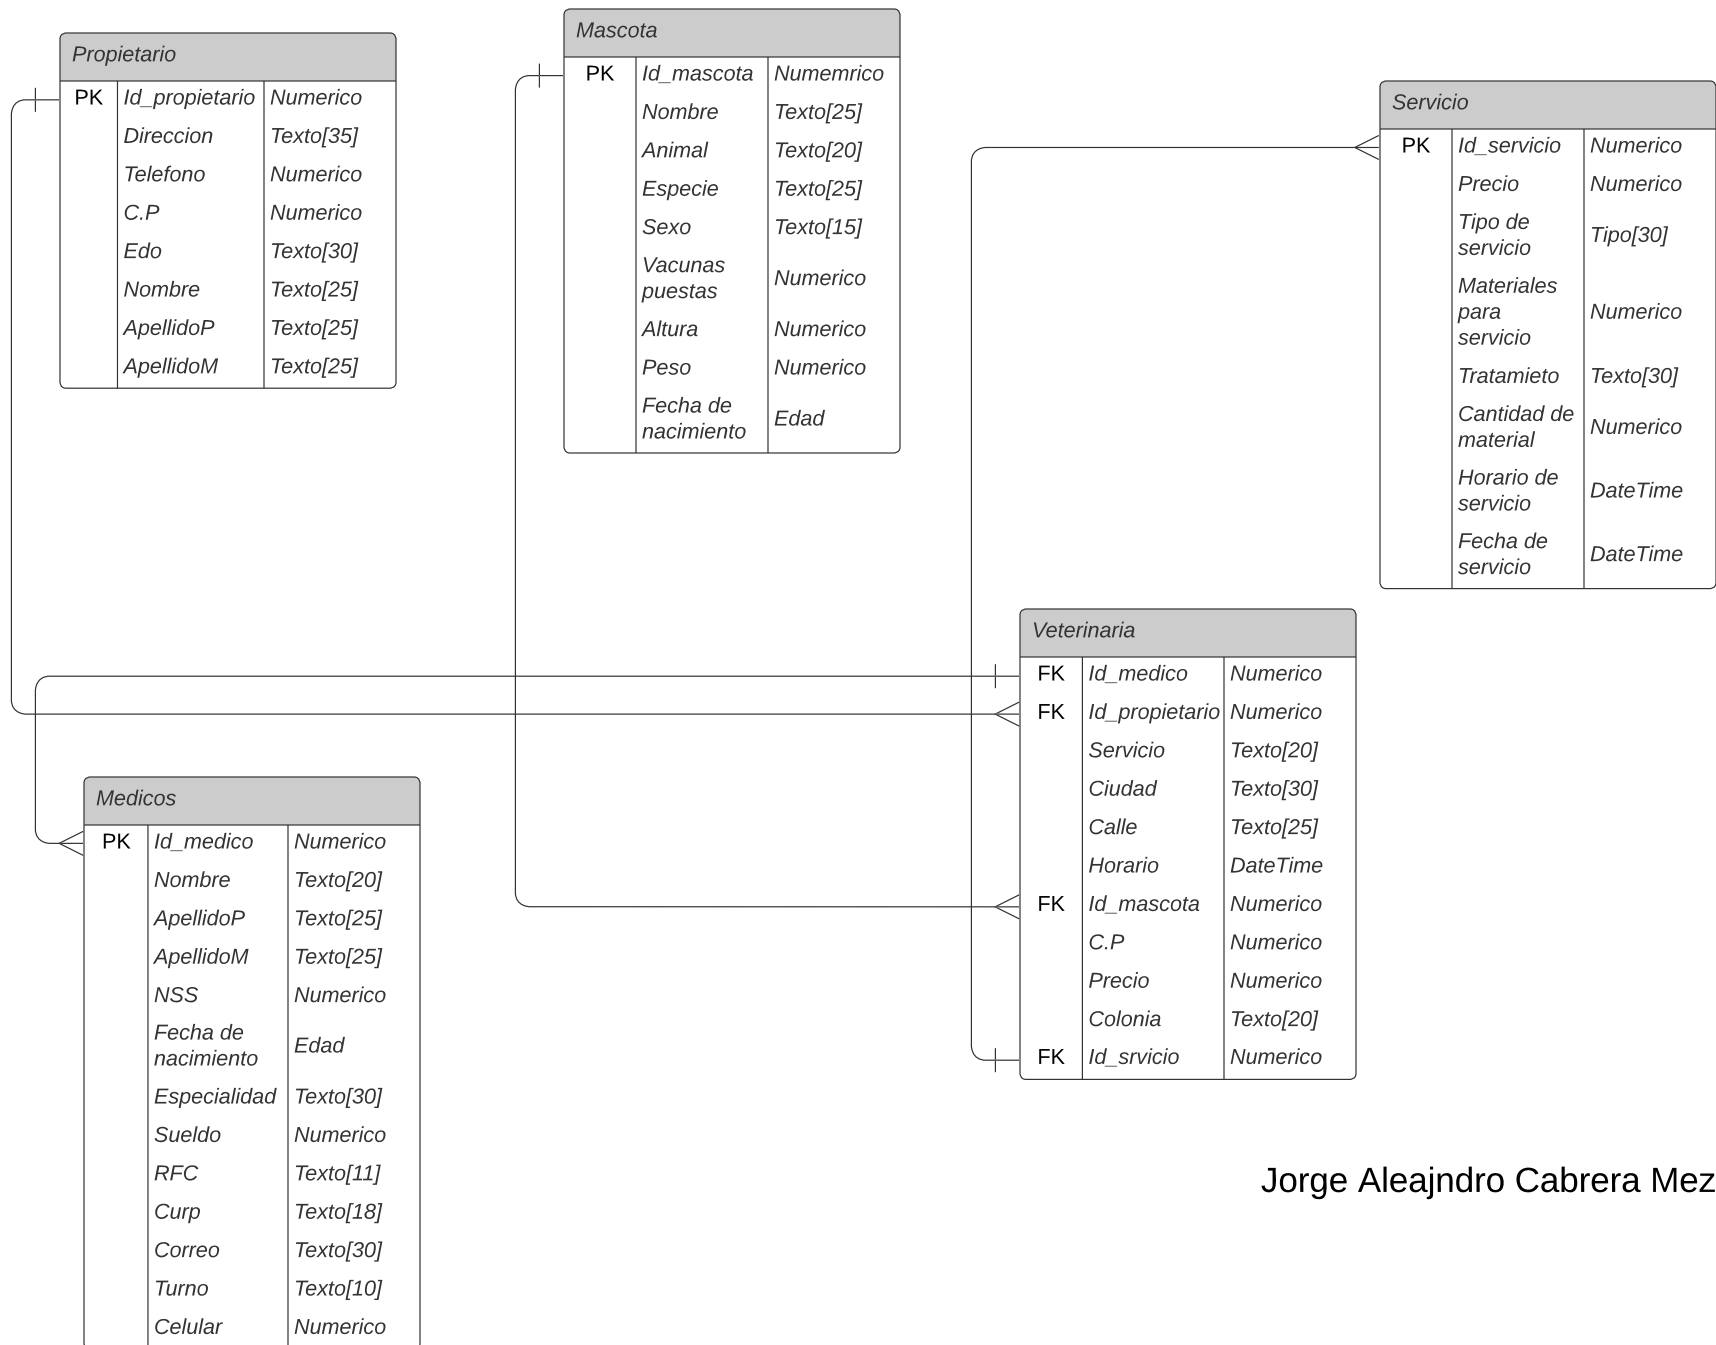 Propietario
PK Id_propietario Numerico
Direccion Texto[35]
Telefono Numerico
C.P Numerico
Edo Texto[30]
Nombre Texto[25]
ApellidoP Texto[25]
ApellidoM Texto[25]
Mascota
PK Id_mascota Numemrico
Nombre Texto[25]
Animal Texto[20]
Especie Texto[25]
Sexo Texto[15]
Vacunas
puestas Numerico
Altura Numerico
Peso Numerico
Fecha de
nacimiento Edad
Servicio
PK Id_servicio Numerico
Precio Numerico
Tipo de
servicio Tipo[30]
Materiales
para
servicio Numerico
Tratamieto Texto[30]
Cantidad de
material Numerico
Horario de
servicio DateTime
Fecha de
servicio DateTime
Veterinaria
FK Id_medico Numerico
FK Id_propietario Numerico
Servicio Texto[20]
Ciudad Texto[30]
Calle Texto[25]
Horario DateTime
FK Id_mascota Numerico
C.P Numerico
Precio Numerico
Colonia Texto[20]
FK Id_srvicio Numerico
Medicos
PK Id_medico Numerico
Nombre Texto[20]
ApellidoP Texto[25]
ApellidoM Texto[25]
NSS Numerico
Fecha de
nacimiento Edad
Especialidad Texto[30]
Sueldo Numerico
RFC Texto[11]
Curp Texto[18]
Correo Texto[30]
Turno Texto[10]
Celular Numerico
Jorge Aleajndro Cabrera Mez